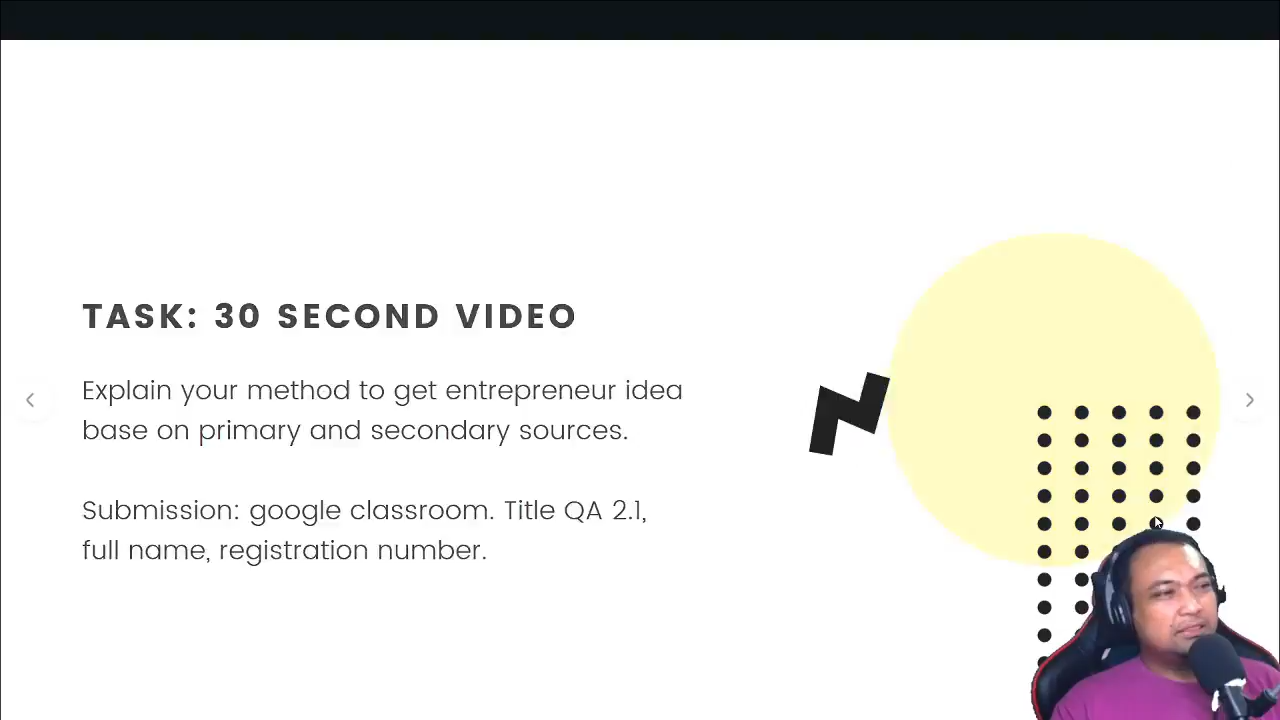 TASK: 30 SECOND VIDEO
Explain your method to get entrepreneur idea
base on primary and secondary sources.
Submission: google classroom. Title QA 2.1,
full name, registration number.